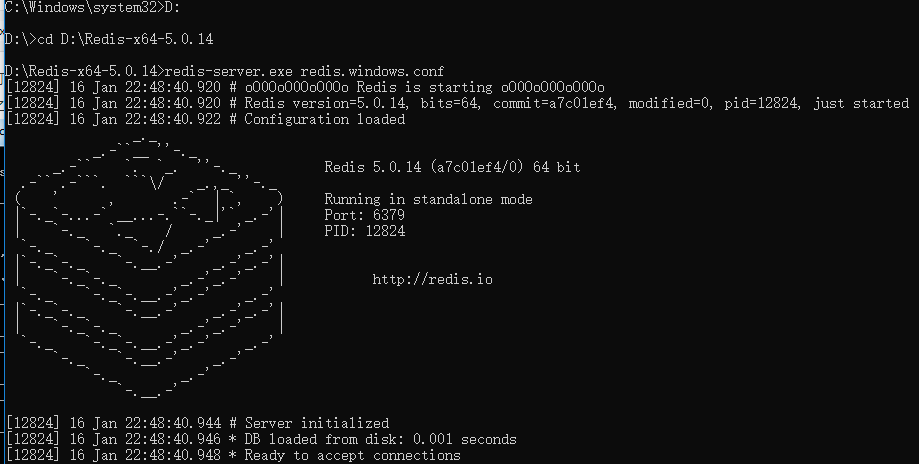 C:\Windows\system32>D:
D:\>cd D:\Redis-x64-5.0.14
D:\Redis-x64-5.0.14>redis-server.exe redis.windows.conf
[12824] 16 Jan 22:48:40.920 # oO0OoO0OoO0Oo Redis is starting oO0OoO0OoO0Oo
[12824] 16 Jan 22:48:40.920 # Redis version=5.0.14, bits=64, commit=a7c01ef4, modified=0, pid=12824, just started
[12824] 16 Jan 22:48:40.922 # Configuration loaded
Redis 5.0.14 (a7c01ef4/0) 64 bit
Running in standalone mode
Port: 6379
PID: 12824
http://redis.io
[12824] 16 Jan 22:48:40.944 # Server initialized
[12824] 16 Jan 22:48:40.946 * DB loaded from disk: 0.001 seconds
[12824] 16 Jan 22:48:40.948 * Ready to accept connections